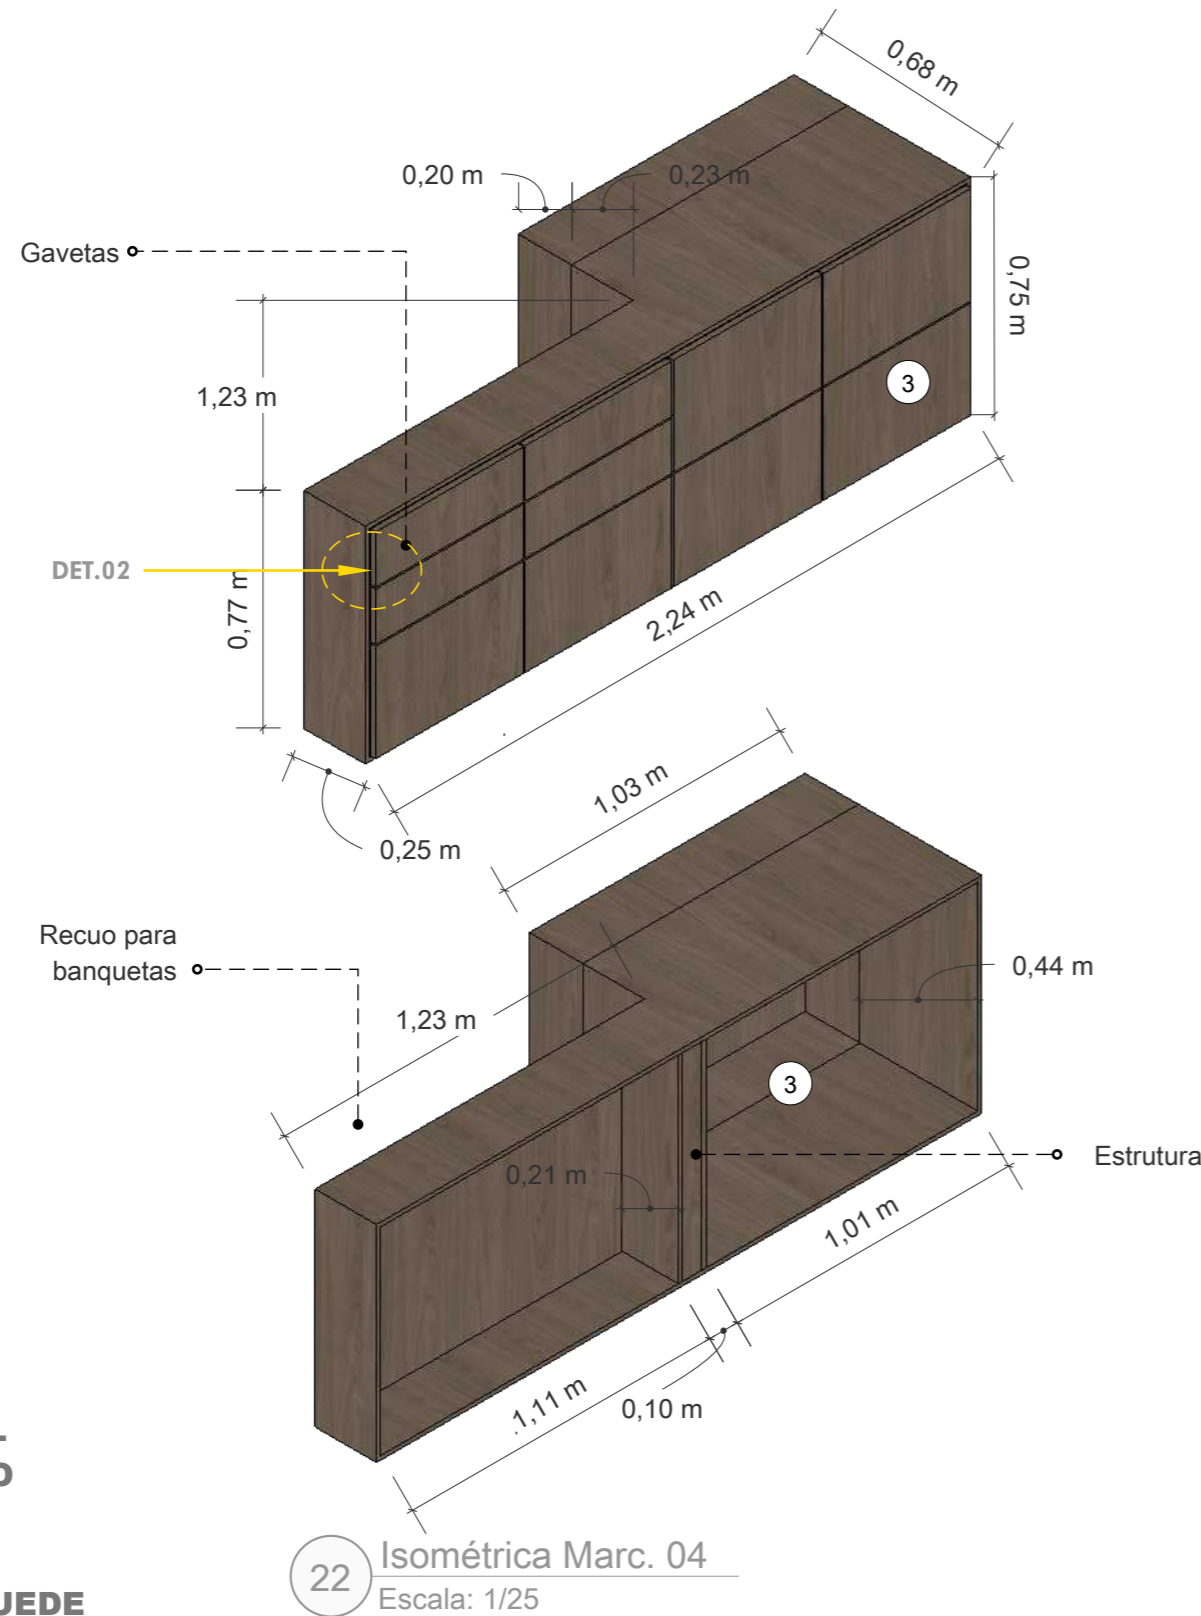 0,68 m
0,20 m
0,23 m
Gavetas
0,75 m
1,23 m
3
DET.02
0,77 m
2,24 m
0,25 m
1,03 m
Recuo para
banquetas
0,44 m
1,23 m
3
Estrutura
0,21 m
1,01 m
1,11 m
0,10 m
22
Isométrica Marc. 04
Escala: 1/25